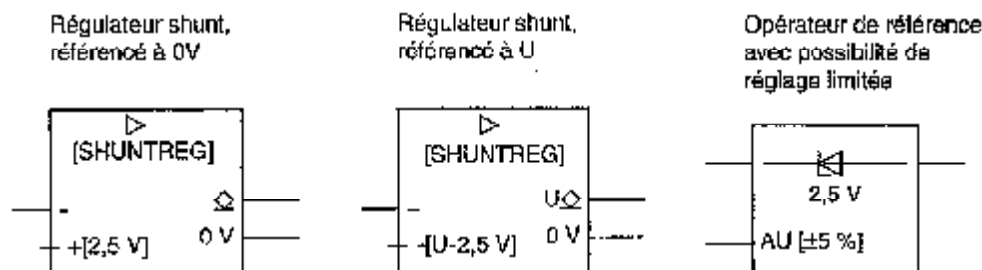 Régulateur shunt,
référencé à 0V
[SHUNTREG]
-
+[2,5 V]
0 V
Régulateur shunt,
référencé à U
[SHUNTREG]
-
U
-[U-2,5 V]
0 V
Opérateur de référence
avec possibilité de
réglage limitée
2,5 V
AU [±5 %]